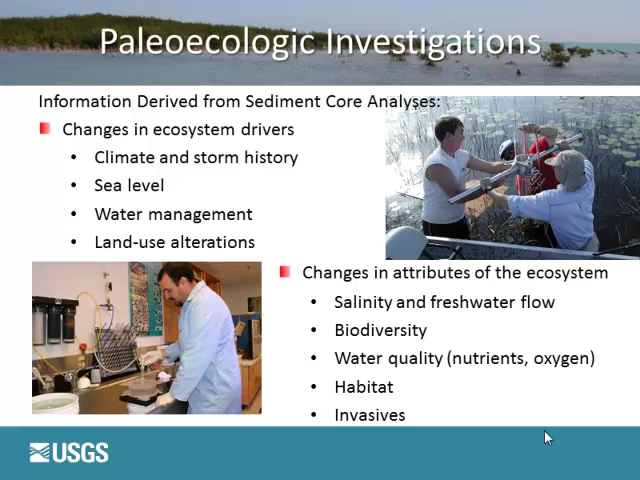 Paleoecologic Investigations
Information Derived from Sediment Core Analyses:
Changes in ecosystem drivers
• Climate and storm history
• Sea level
• Water management
• Land-use alterations
Changes in attributes of the ecosystem
• Salinity and freshwater flow
• Biodiversity
• Water quality (nutrients, oxygen)
• Habitat
• Invasives
USGS